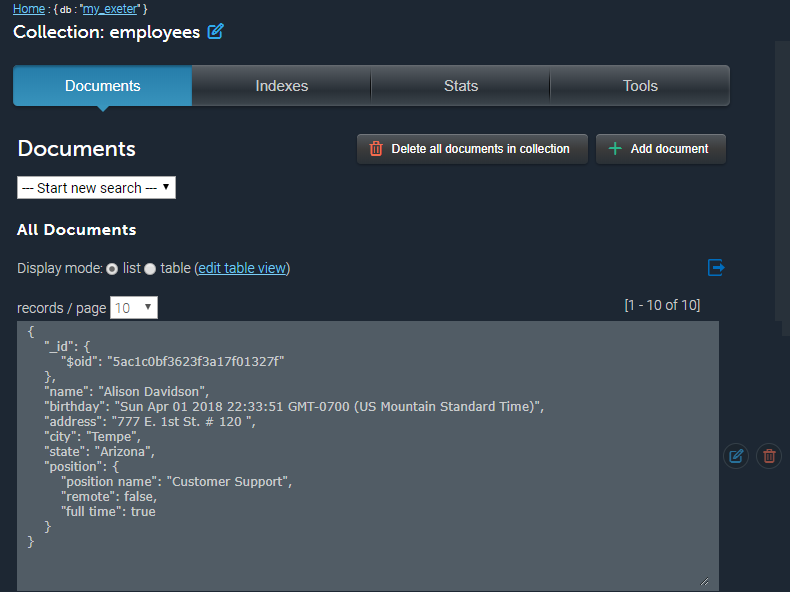 Home : { db : "my_exeter" }
Collection: employees
Documents Indexes Stats Tools
Documents
Delete all documents in collection
Add document
--- Start new search ---
All Documents
Display mode: list table (edit table view)
records / page 10
[1 - 10 of 10]
{
"_id": {
"$oid": "5ac1c0bf3623f3a17f01327f"
},
"name": "Alison Davidson",
"birthday": "Sun Apr 01 2018 22:33:51 GMT-0700 (US Mountain Standard Time)",
"address": "777 E. 1st St. # 120 ",
"city": "Tempe",
"state": "Arizona",
"position": {
"position name": "Customer Support",
"remote": false,
"full time": true
}
}